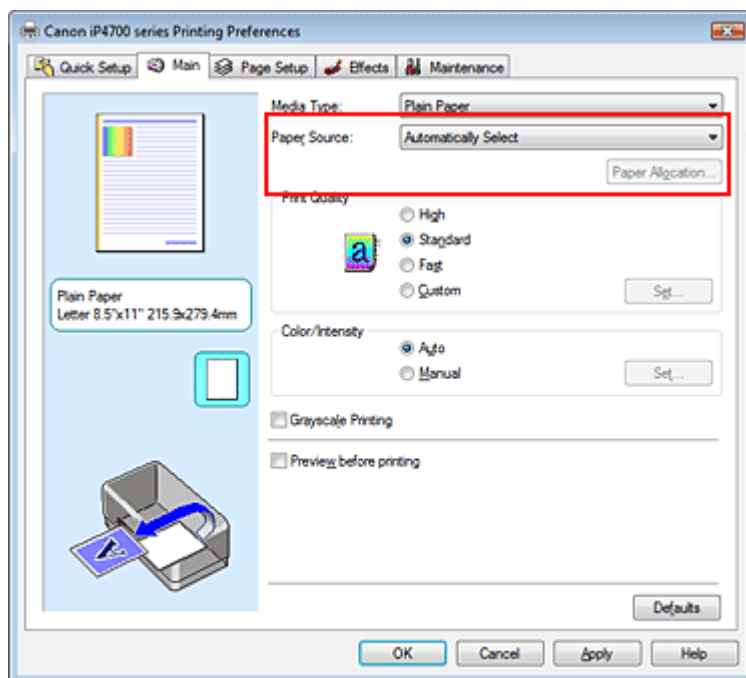 Canon iP4700 series Printing Preferences
Quick Setup Main Page Setup Effects Maintenance
Media Type: Plain Paper
Paper Source: Automatically Select
Paper Allocation...
Print Quality
High
Standard
Fast
Custom Set...
Plain Paper
Letter 8.5"x11" 215.9x279.4mm
Color/Intensity
Auto
Manual Set...
Grayscale Printing
Preview before printing
Defaults
OK Cancel Apply Help